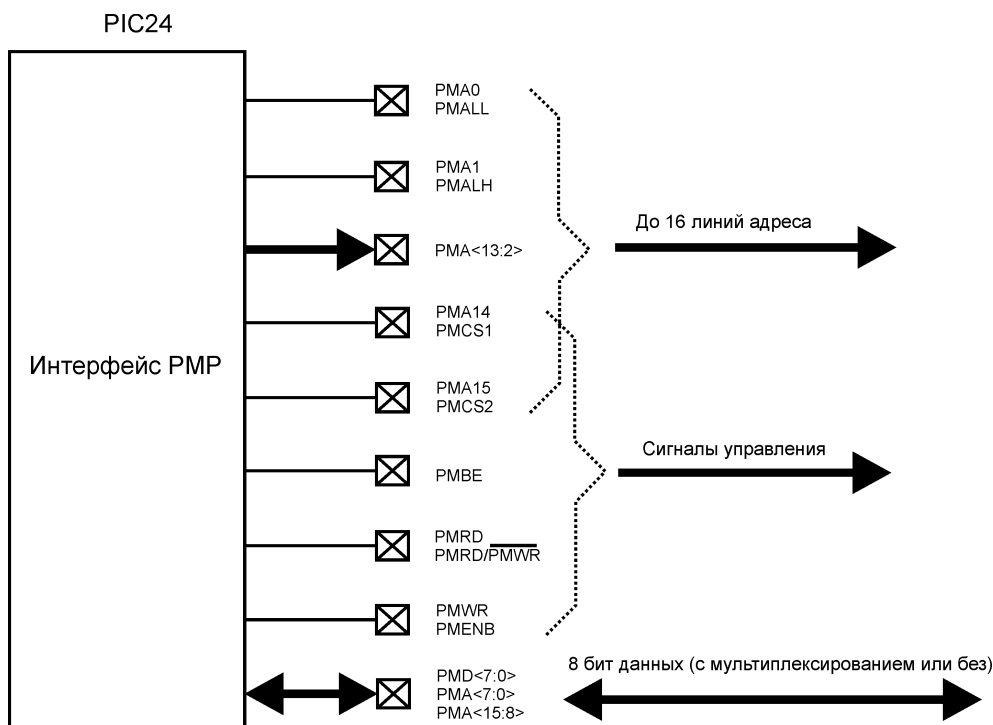 PIC24
Интерфейс PMP
PMA0
PMALL
PMA1
PMALH
PMA<13:2>
PMA14
PMCS1
PMA15
PMCS2
PMBE
PMRD
PMRD/PMWR
PMWR
PMENB
PMD<7:0>
PMA<7:0>
PMA<15:8>
До 16 линий адреса
Сигналы управления
8 бит данных (с мультиплексированием или без)